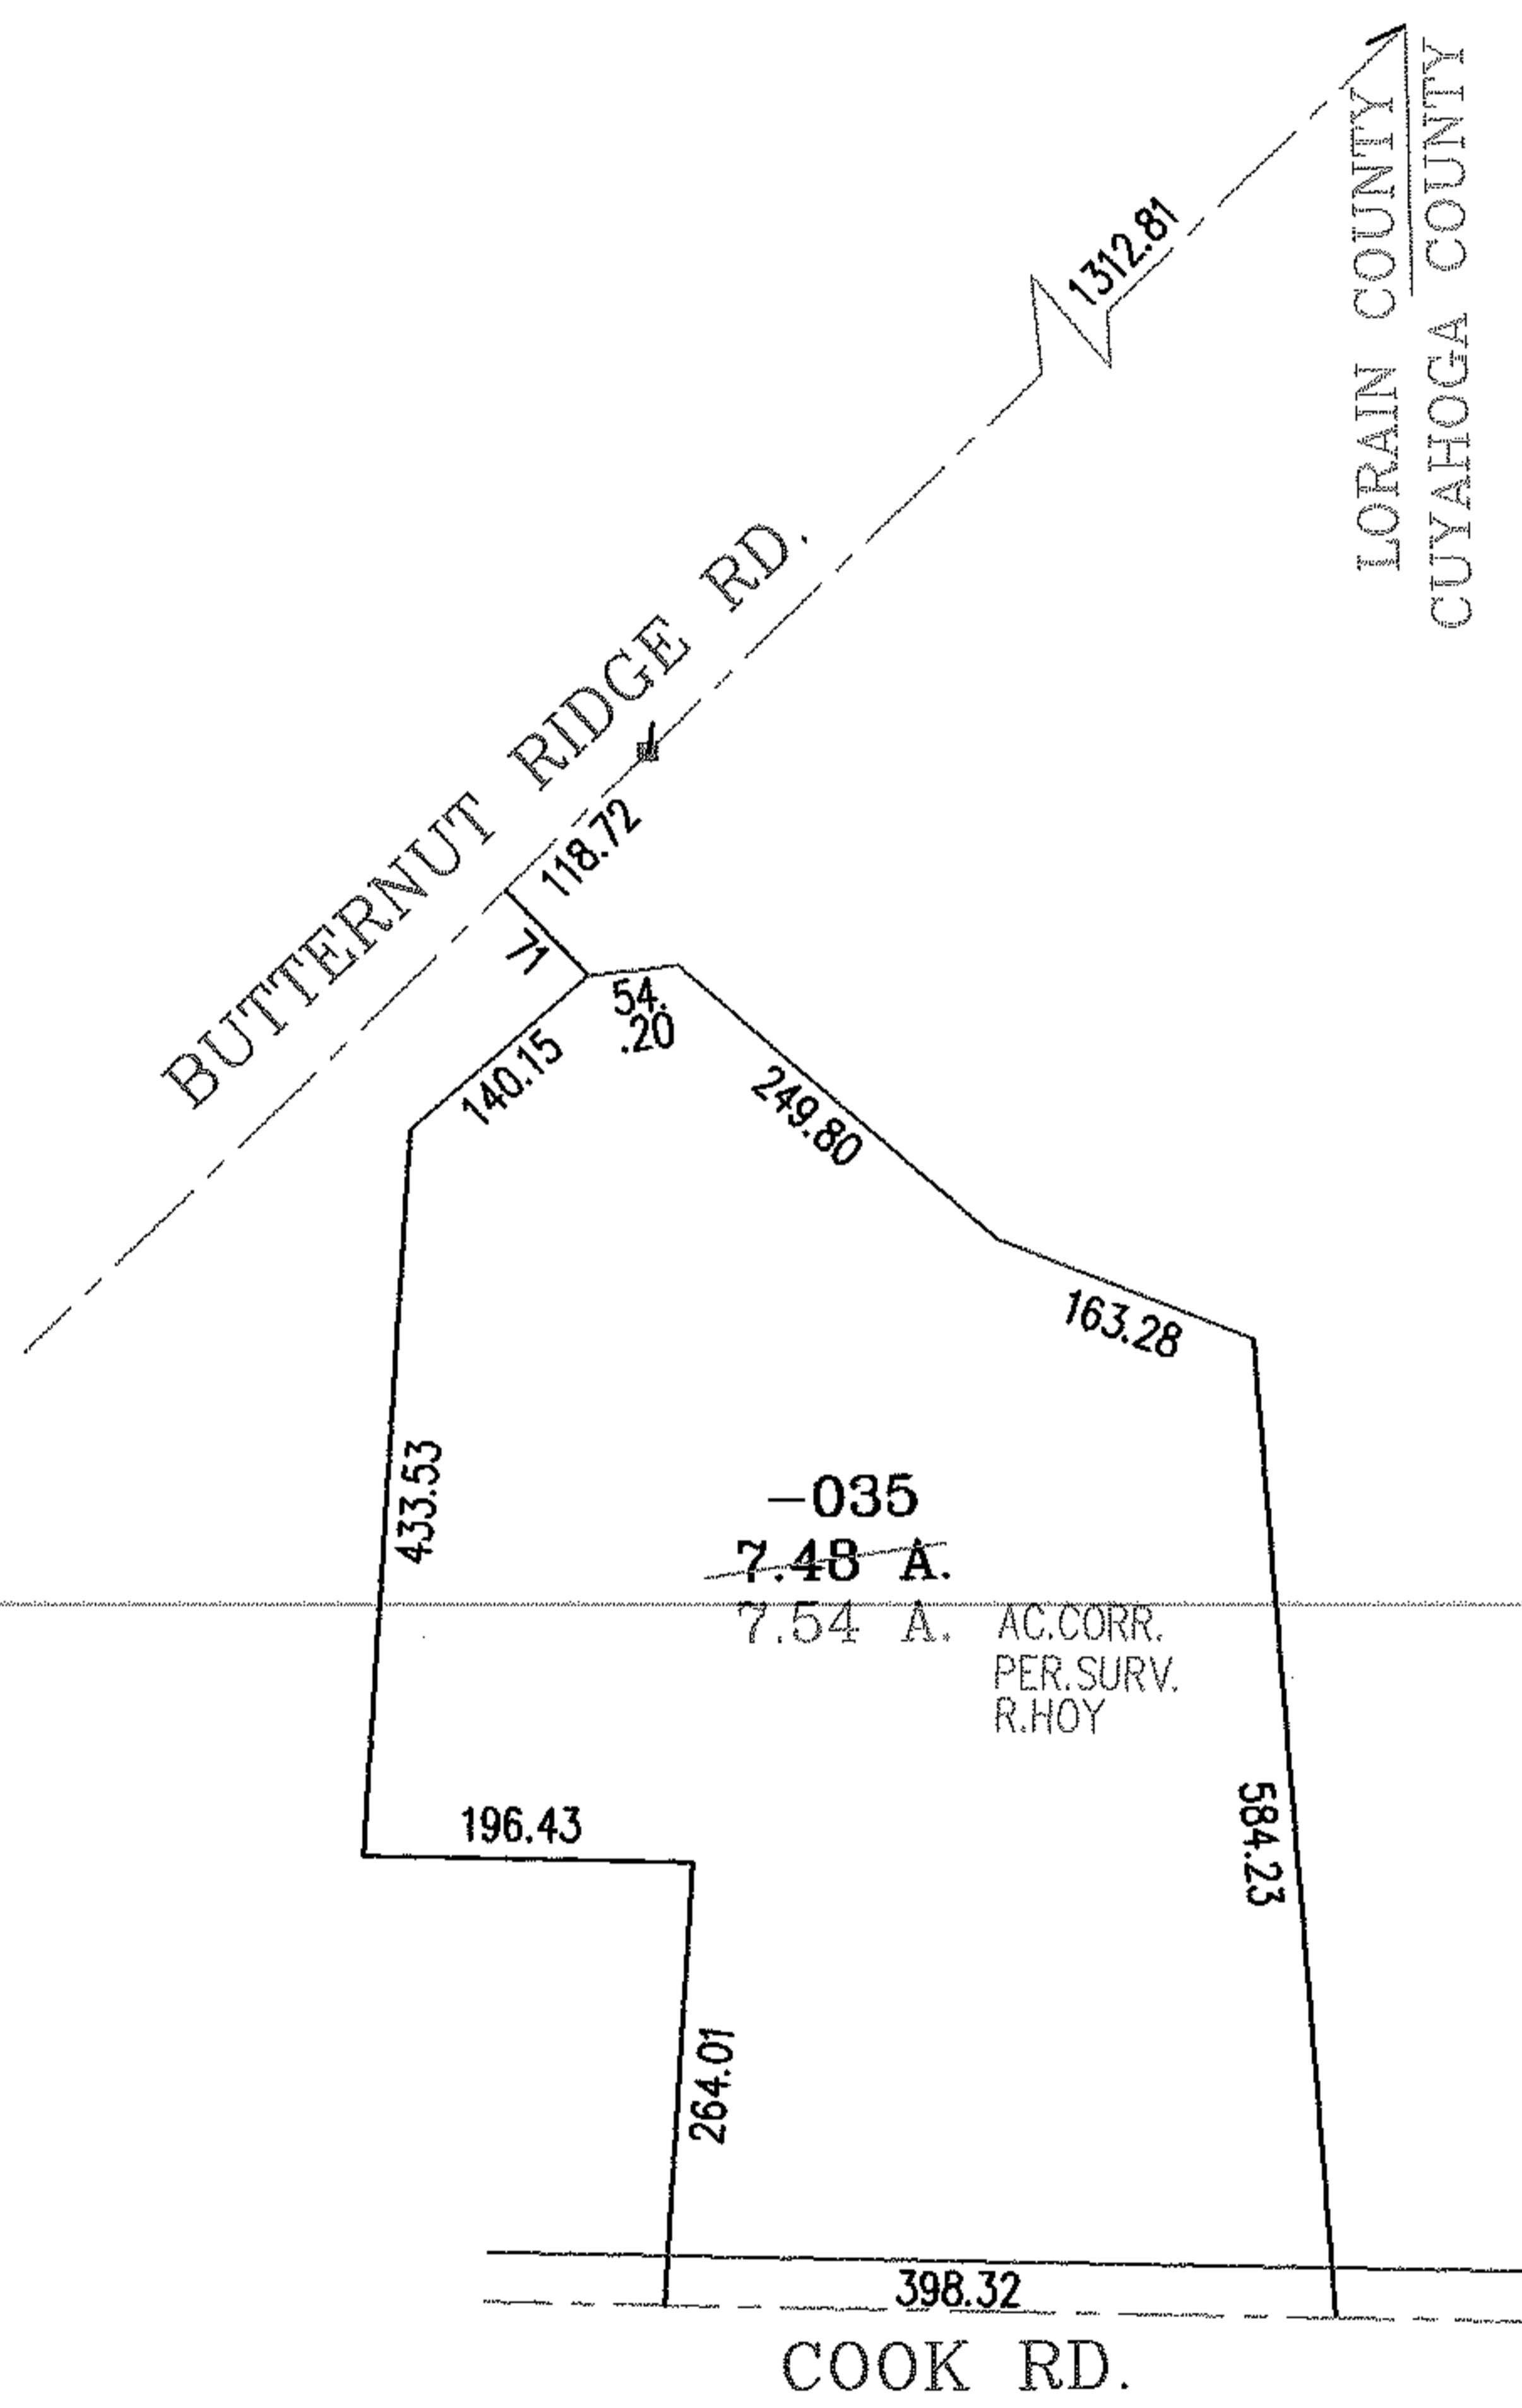 LORAIN COUNTY
CUYAHOGA COUNTY
1312.81
BUTTERNUT RIDGE RD.
118.72
71
54.
.20
140.15
249.80
163.28
433.53
-035
7.48 A.
7.54 A. AC.CORR.
PER.SURV.
R.HOY
196.43
584.23
264.01
398.32
COOK RD.